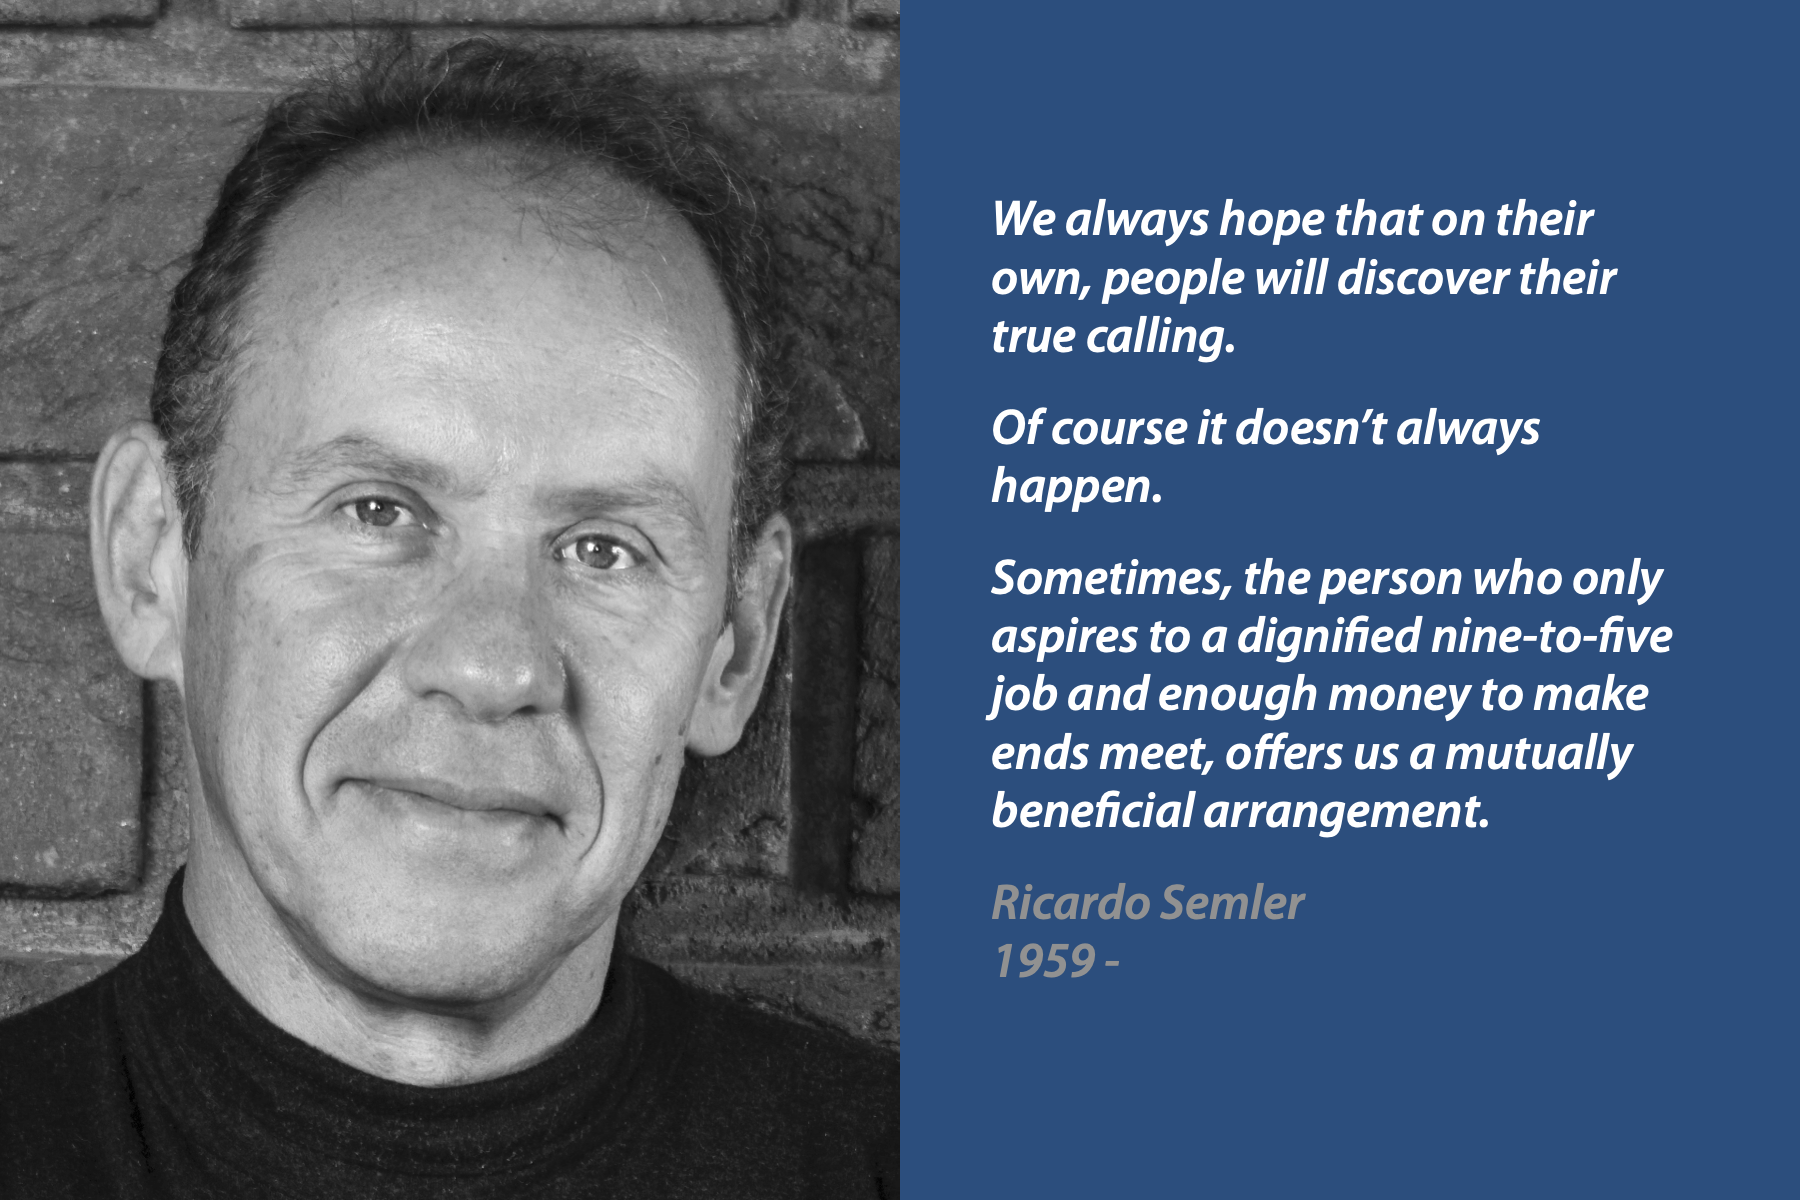 We always hope that on their
own, people will discover their
true calling.
Of course it doesn’t always
happen.
Sometimes, the person who only
aspires to a dignified nine-to-five
job and enough money to make
ends meet, offers us a mutually
beneficial arrangement.
Ricardo Semler
1959 -